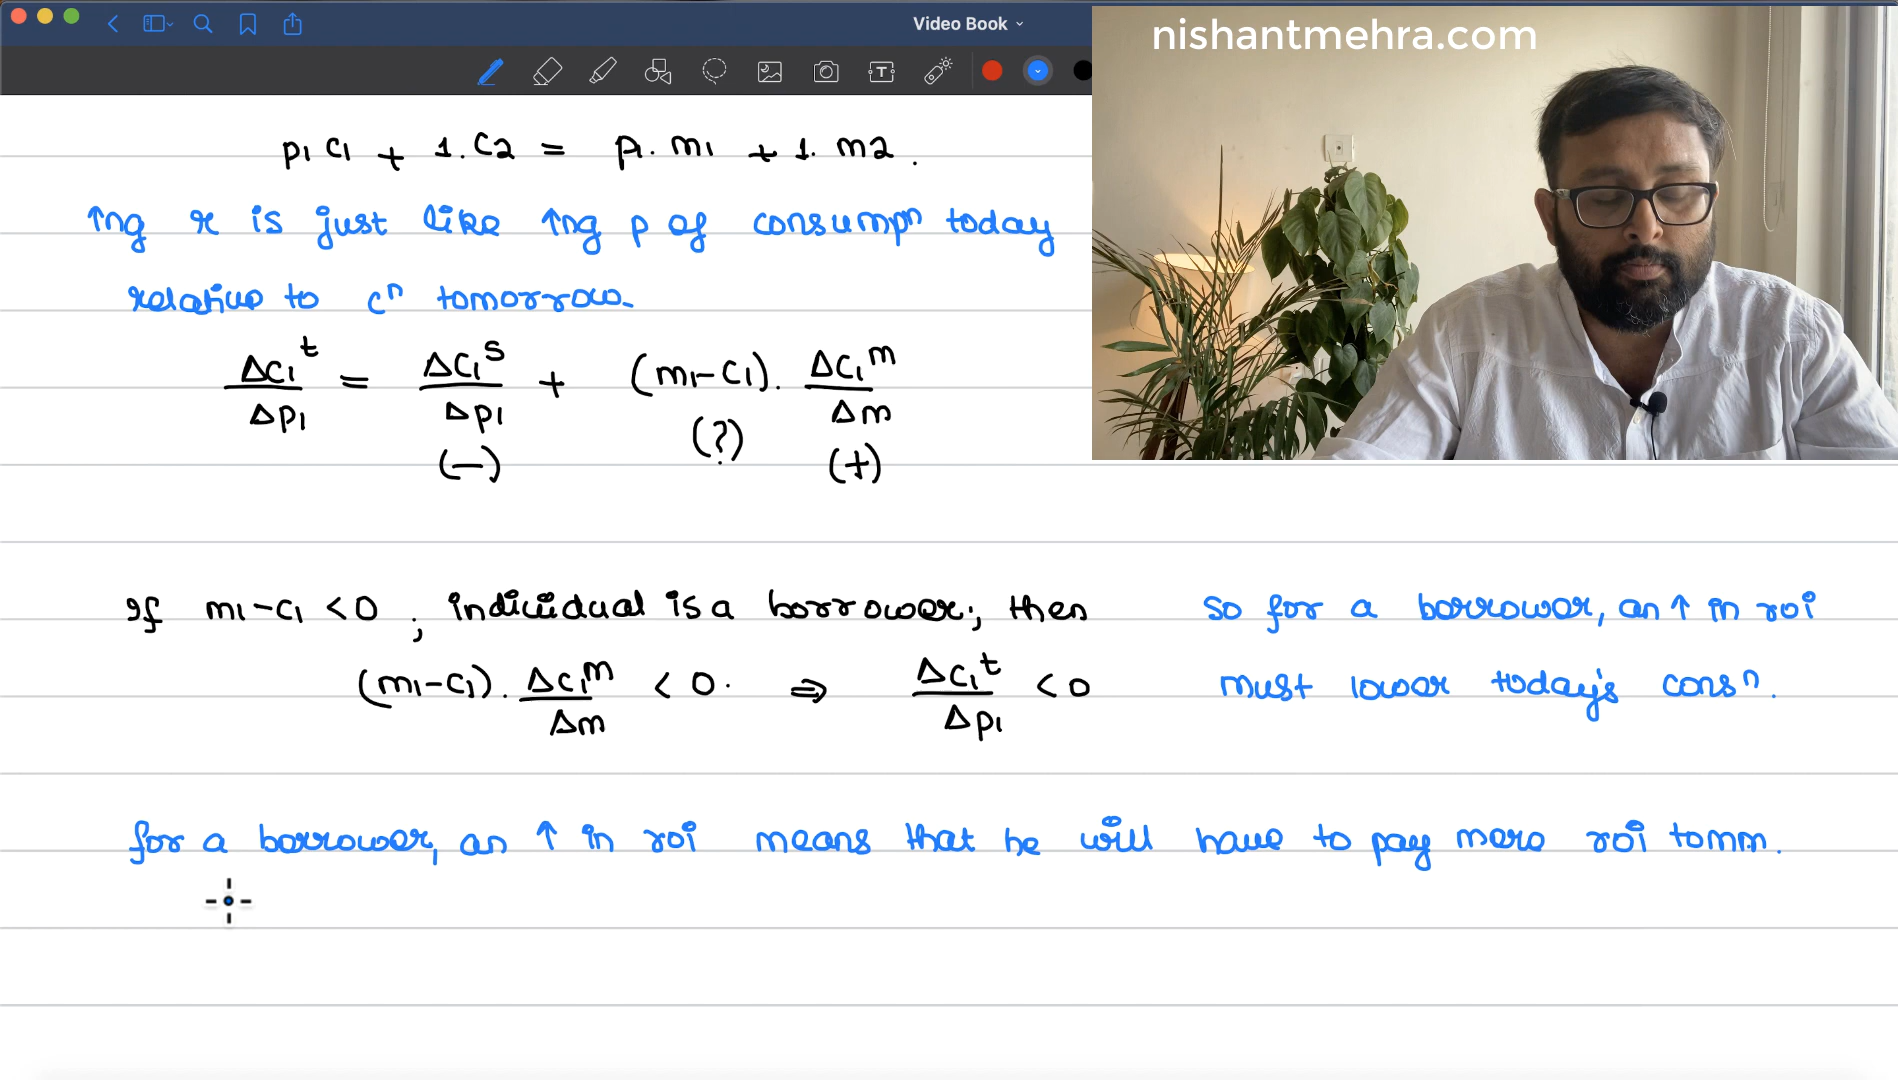 Video Book
nishantmehra.com
p1 c1 + 1. c2 = p1. m1 + 1. m2.
↑ng r is just like ↑ng p of consumpⁿ today
relative to cⁿ tomorrow.
Δc1ᵗ/Δp1 = Δc1ˢ/Δp1 + (m1-c1). Δc1ᵐ/Δm
(-) (?) (+)
If m1-c1 <0 ; individual is a borrower; then
(m1-c1). Δc1ᵐ/Δm < 0. ⇒ Δc1ᵗ/Δp1 < 0
so for a borrower, an ↑ in roi
must lower today's consⁿ.
for a borrower, an ↑ in roi means that he will have to pay more roi tomm.